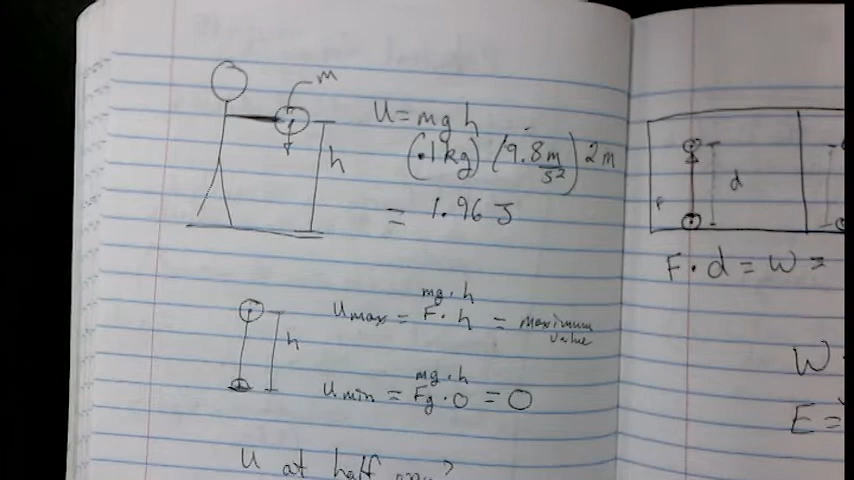 m
U = mgh
h
(.1kg) (9.8 m/s²) 2m
= 1.96 J
d
F
F · d = W =
mg · h
Umax = F · h = maximum value
h
mg · h
Umin = Fg · 0 = 0
W
E =
U at half